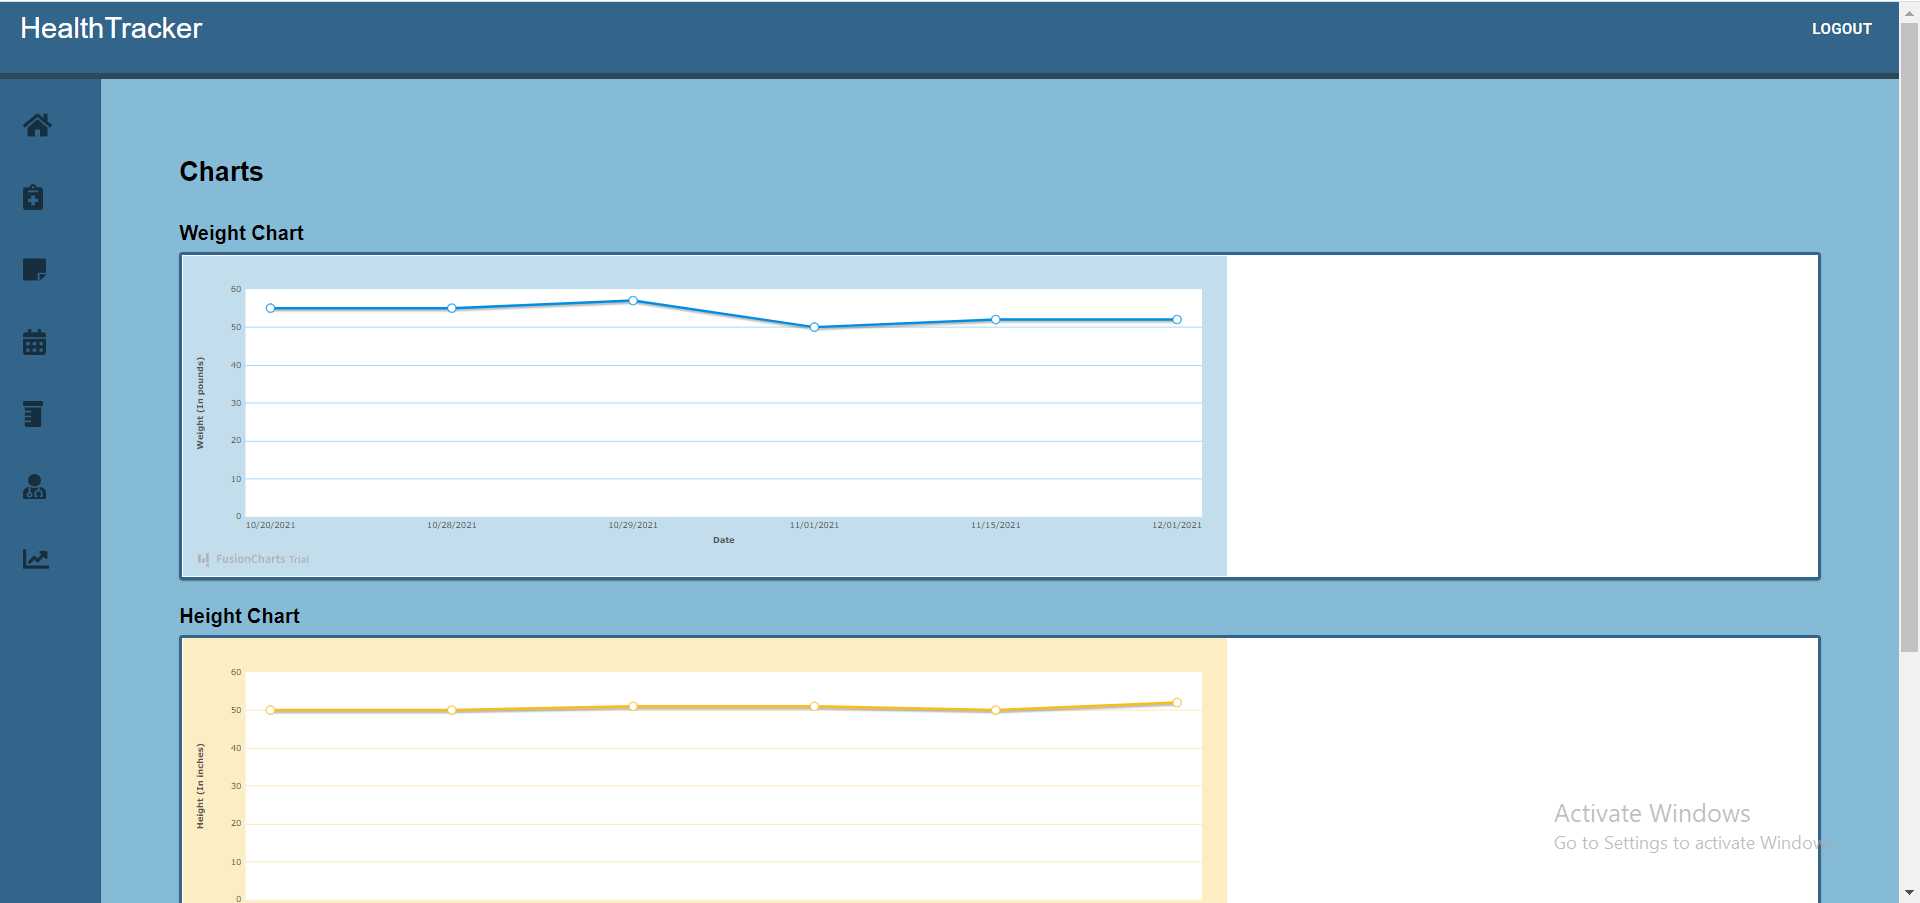 HealthTracker
LOGOUT
Charts
Weight Chart
60
50
40
30
20
10
0
Weight (In pounds)
10/20/2021 10/28/2021 10/29/2021 11/01/2021 11/15/2021 12/01/2021
Date
FusionCharts Trial
Height Chart
60
50
40
30
20
10
0
Height (In inches)
Activate Windows
Go to Settings to activate Windows